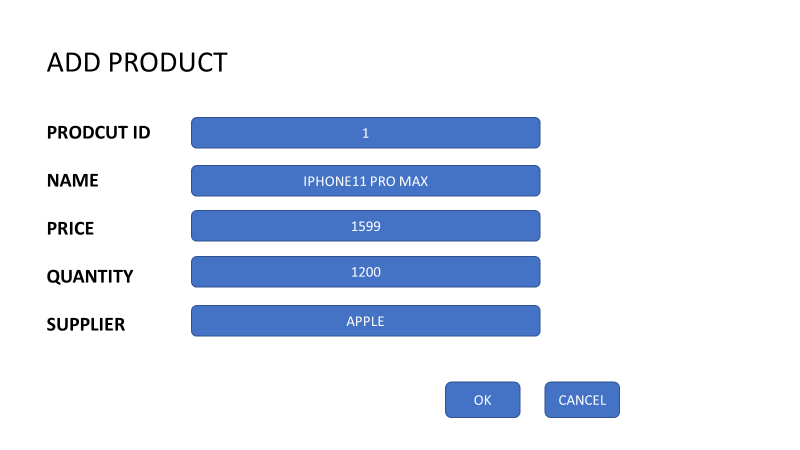 ADD PRODUCT
PRODCUT ID 1
NAME IPHONE11 PRO MAX
PRICE 1599
QUANTITY 1200
SUPPLIER APPLE
OK CANCEL